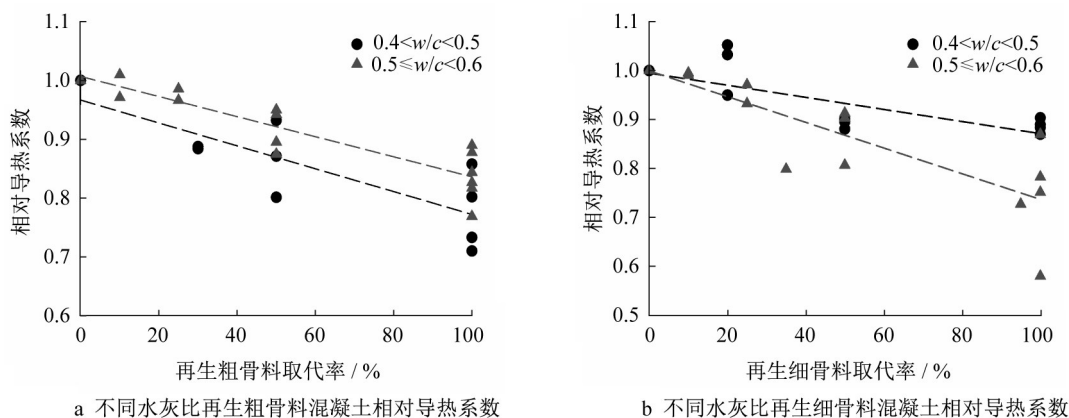 1.1
1.0
0.9
0.8
0.7
0.6
0 20 40 60 80 100
相对导热系数
0.4<w/c<0.5
0.5≤w/c<0.6
再生粗骨料取代率 / %
a 不同水灰比再生粗骨料混凝土相对导热系数
1.1
1.0
0.9
0.8
0.7
0.6
0.5
0 20 40 60 80 100
相对导热系数
0.4<w/c<0.5
0.5≤w/c<0.6
再生细骨料取代率 / %
b 不同水灰比再生细骨料混凝土相对导热系数